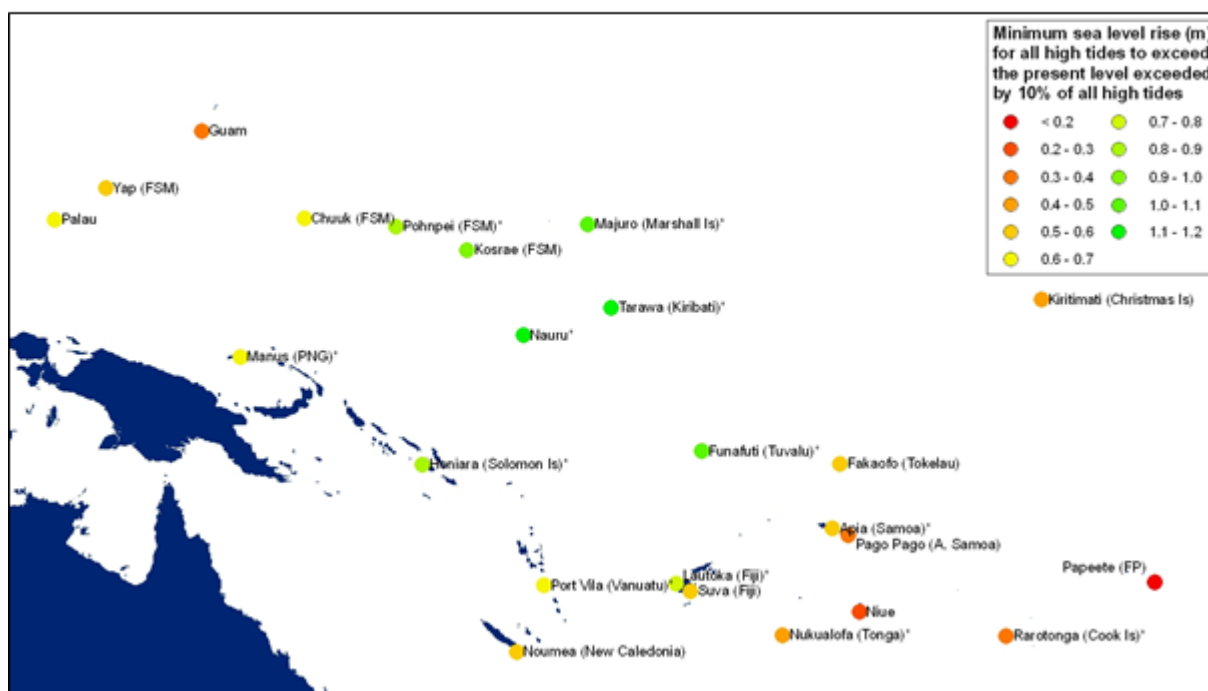 Minimum sea level rise (m)
for all high tides to exceed
the present level exceeded
by 10% of all high tides
< 0.2
0.7 - 0.8
0.2 - 0.3
0.8 - 0.9
0.3 - 0.4
0.9 - 1.0
0.4 - 0.5
1.0 - 1.1
0.5 - 0.6
1.1 - 1.2
0.6 - 0.7
Guam
Yap (FSM)
Palau
Chuuk (FSM)
Pohnpei (FSM)*
Majuro (Marshall Is)*
Kosrae (FSM)
Kiritimati (Christmas Is)
Tarawa (Kiribati)*
Nauru*
Manus (PNG)*
Funafuti (Tuvalu)*
Honiara (Solomon Is)*
Fakaofo (Tokelau)
Apia (Samoa)*
Pago Pago (A. Samoa)
Papeete (FP)
Lautoka (Fiji)*
Port Vila (Vanuatu)*
Suva (Fiji)
Niue
Nukualofa (Tonga)*
Rarotonga (Cook Is)*
Noumea (New Caledonia)